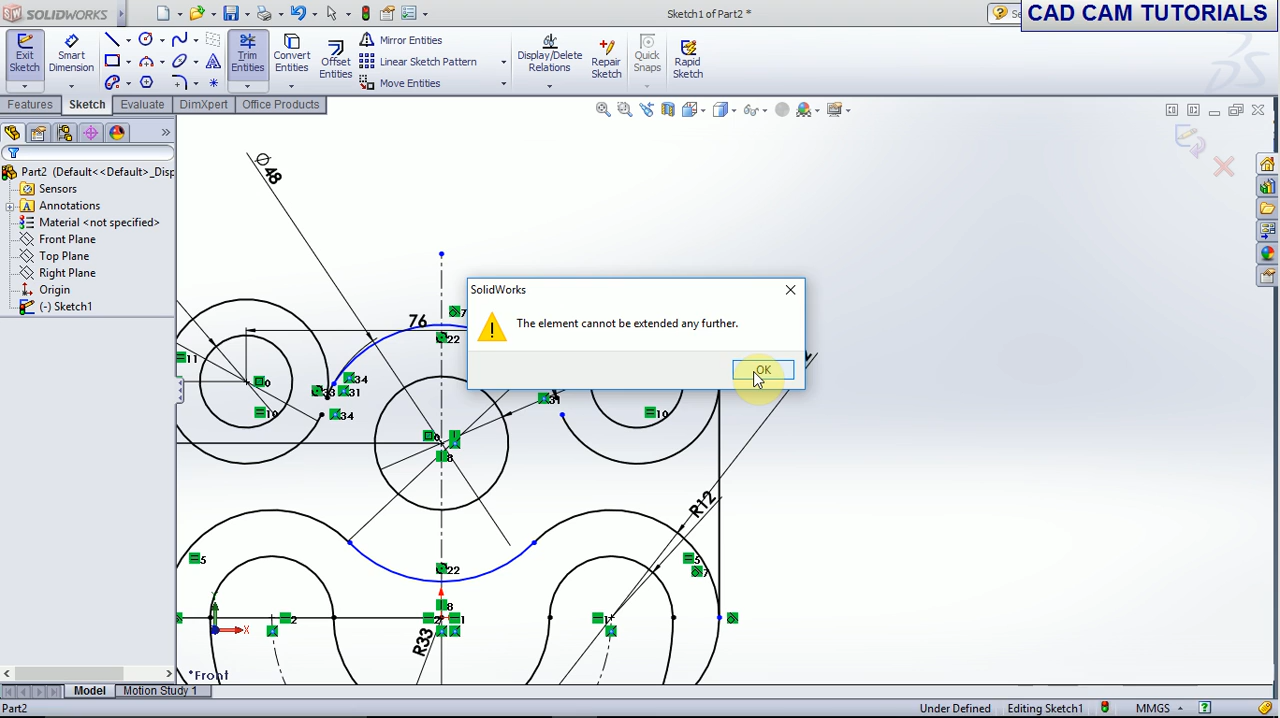 SOLIDWORKS
Sketch1 of Part2 *
CAD CAM TUTORIALS
Exit Sketch
Smart Dimension
Trim Entities
Convert Entities
Offset Entities
Mirror Entities
Linear Sketch Pattern
Move Entities
Display/Delete Relations
Repair Sketch
Quick Snaps
Rapid Sketch
Features
Sketch
Evaluate
DimXpert
Office Products
Part2 (Default<<Default>_Disp
Sensors
Annotations
Material <not specified>
Front Plane
Top Plane
Right Plane
Origin
(-) Sketch1
Ø48
76
SolidWorks
The element cannot be extended any further.
OK
R12
R33
X
*Front
Model
Motion Study 1
Part2
Under Defined
Editing Sketch1
MMGS